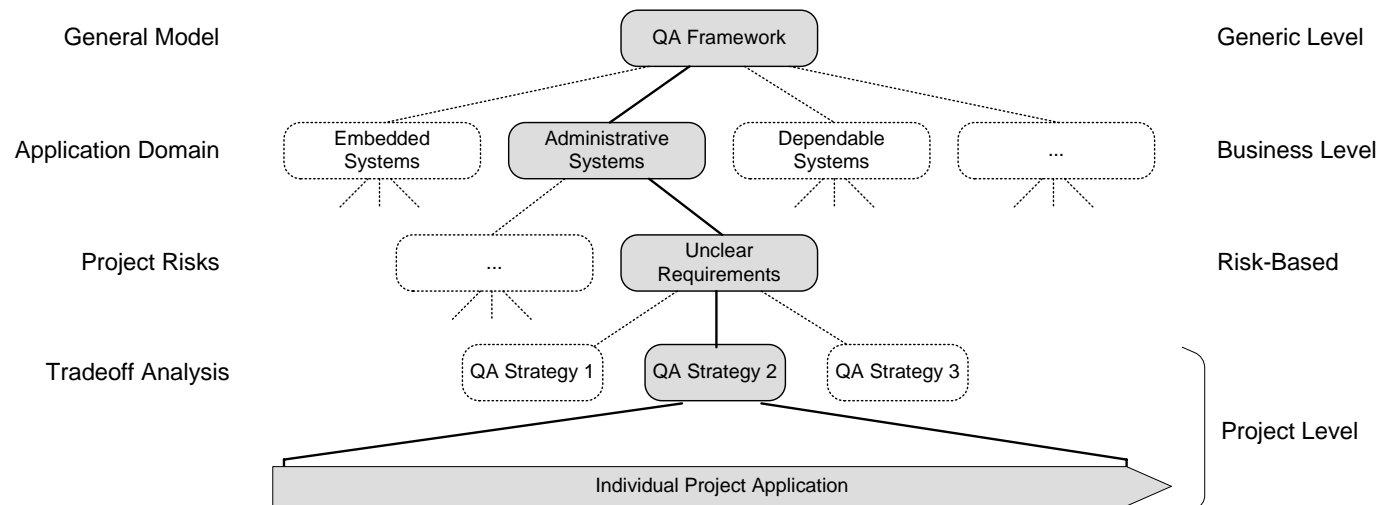 General Model
QA Framework
Generic Level
Application Domain
Embedded
Systems
Administrative
Systems
Dependable
Systems
...
Business Level
Project Risks
...
Unclear
Requirements
Risk-Based
Tradeoff Analysis
QA Strategy 1
QA Strategy 2
QA Strategy 3
Project Level
Individual Project Application